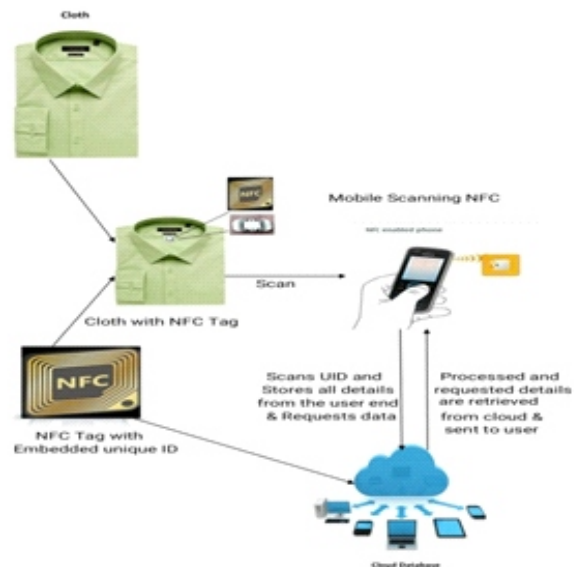 Cloth
NFC
Mobile Scanning NFC
NFC enabled phone
Scan
Cloth with NFC Tag
NFC
NFC Tag with
Embedded unique ID
Scans UID and
Stores all details
from the user end
& Requests data
Processed and
requested details
are retrieved
from cloud &
sent to user
Cloud Database